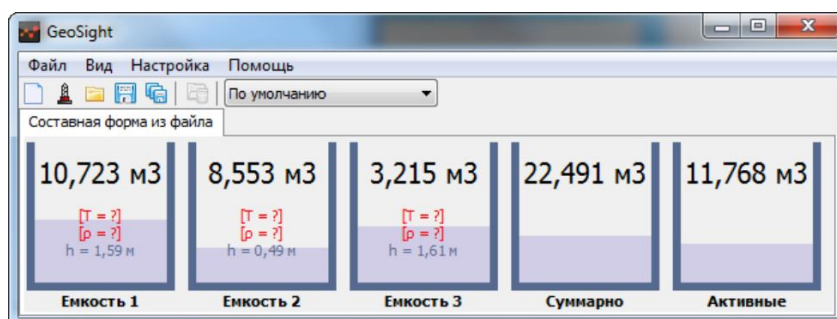 GeoSight
Файл Вид Настройка Помощь
По умолчанию
Составная форма из файла
10,723 м3 8,553 м3 3,215 м3 22,491 м3 11,768 м3
[T = ?] [T = ?] [T = ?]
[ρ = ?] [ρ = ?] [ρ = ?]
h = 1,59 м h = 0,49 м h = 1,61 м
Емкость 1 Емкость 2 Емкость 3 Суммарно Активные